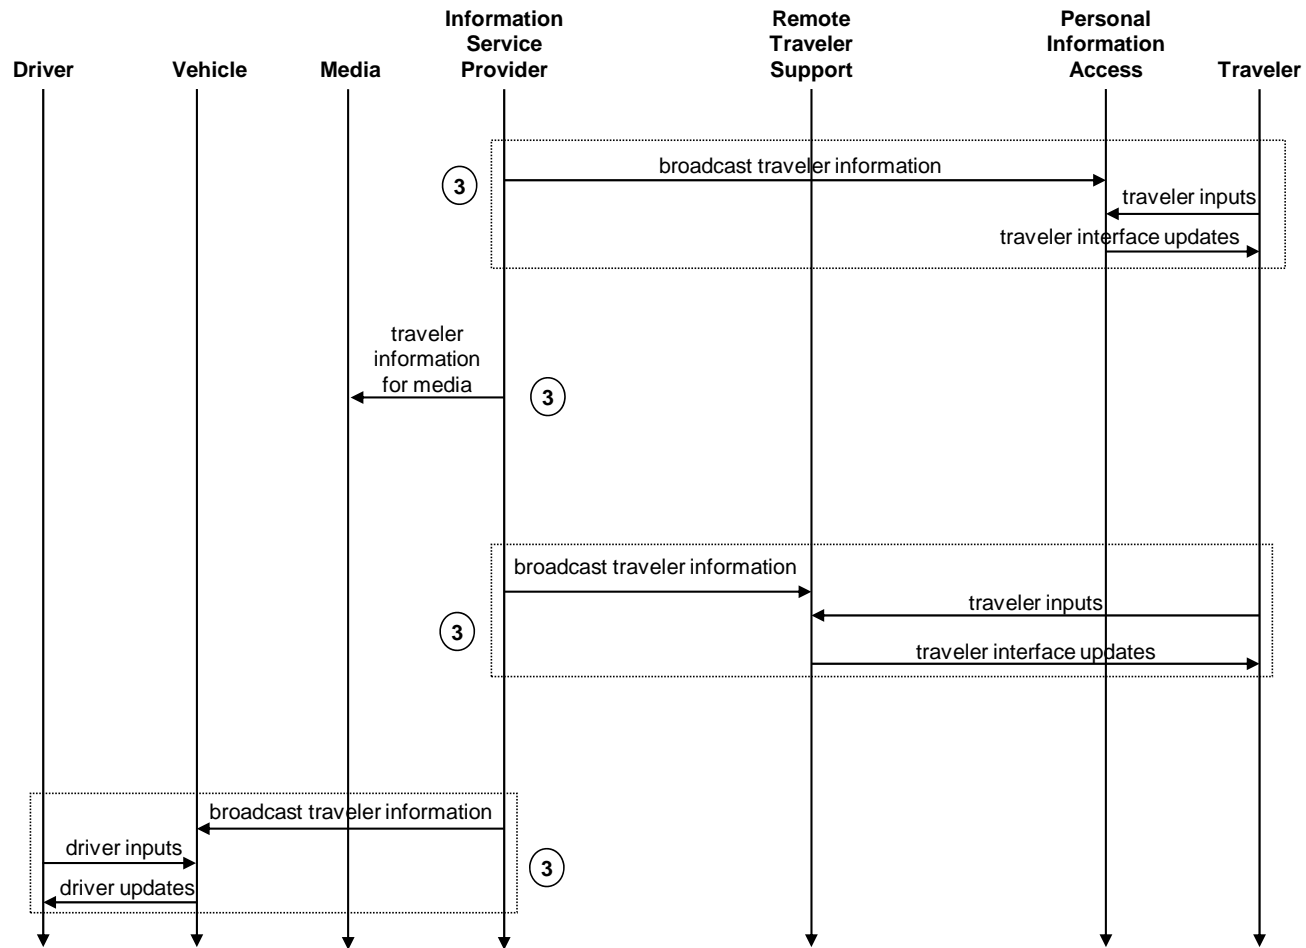 Information
Service
Provider
Remote
Traveler
Support
Personal
Information
Access
Driver
Vehicle
Media
Traveler
broadcast traveler information
3
traveler inputs
traveler interface updates
traveler
information
for media
3
broadcast traveler information
traveler inputs
3
traveler interface updates
broadcast traveler information
driver inputs
3
driver updates